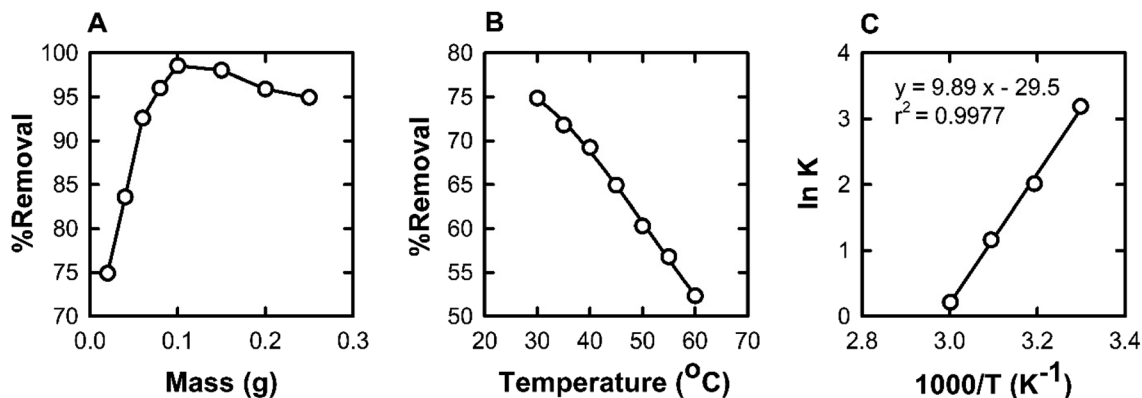 A
%Removal
100
95
90
85
80
75
70
0.0 0.1 0.2 0.3
Mass (g)
B
%Removal
80
75
70
65
60
55
50
20 30 40 50 60 70
Temperature (°C)
C
ln K
4
3
2
1
0
y = 9.89 x - 29.5
r² = 0.9977
2.8 3.0 3.2 3.4
1000/T (K⁻¹)